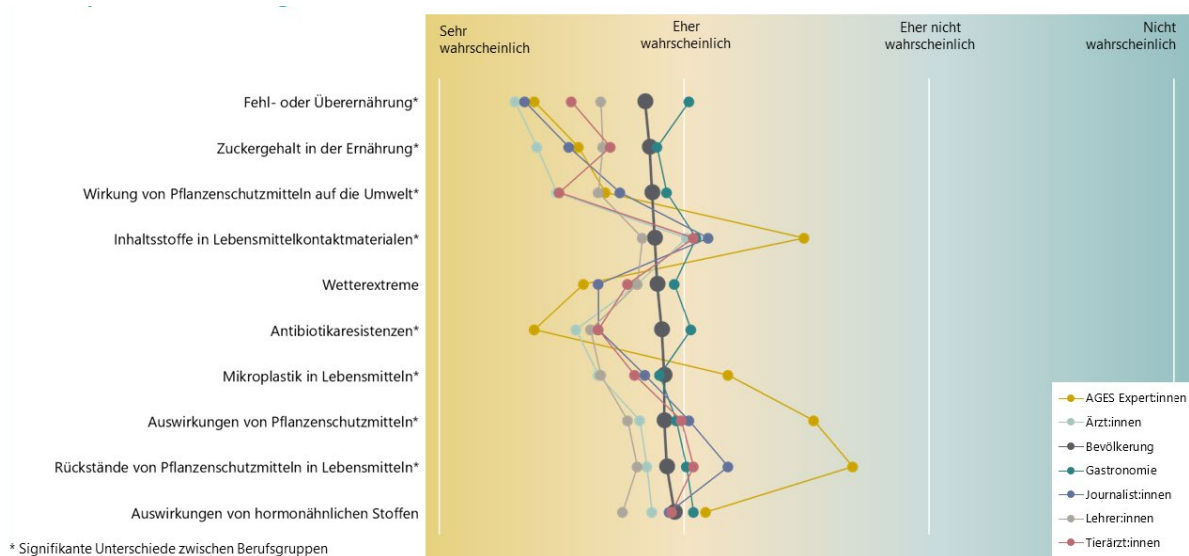 Sehr
wahrscheinlich
Eher
wahrscheinlich
Eher nicht
wahrscheinlich
Nicht
wahrscheinlich
Fehl- oder Überernährung*
Zuckergehalt in der Ernährung*
Wirkung von Pflanzenschutzmitteln auf die Umwelt*
Inhaltsstoffe in Lebensmittelkontaktmaterialen*
Wetterextreme
Antibiotikaresistenzen*
Mikroplastik in Lebensmitteln*
Auswirkungen von Pflanzenschutzmitteln*
Rückstände von Pflanzenschutzmitteln in Lebensmitteln*
Auswirkungen von hormonähnlichen Stoffen
AGES Expert:innen
Ärzt:innen
Bevölkerung
Gastronomie
Journalist:innen
Lehrer:innen
Tierärzt:innen
* Signifikante Unterschiede zwischen Berufsgruppen